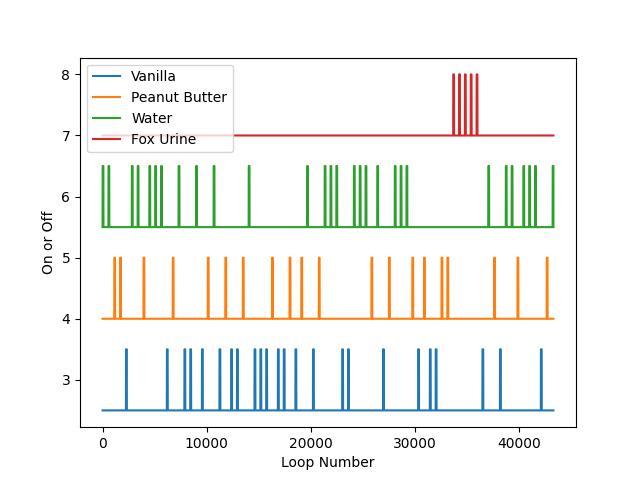 Vanilla
Peanut Butter
Water
Fox Urine
8
7
6
5
4
3
On or Off
0 10000 20000 30000 40000
Loop Number